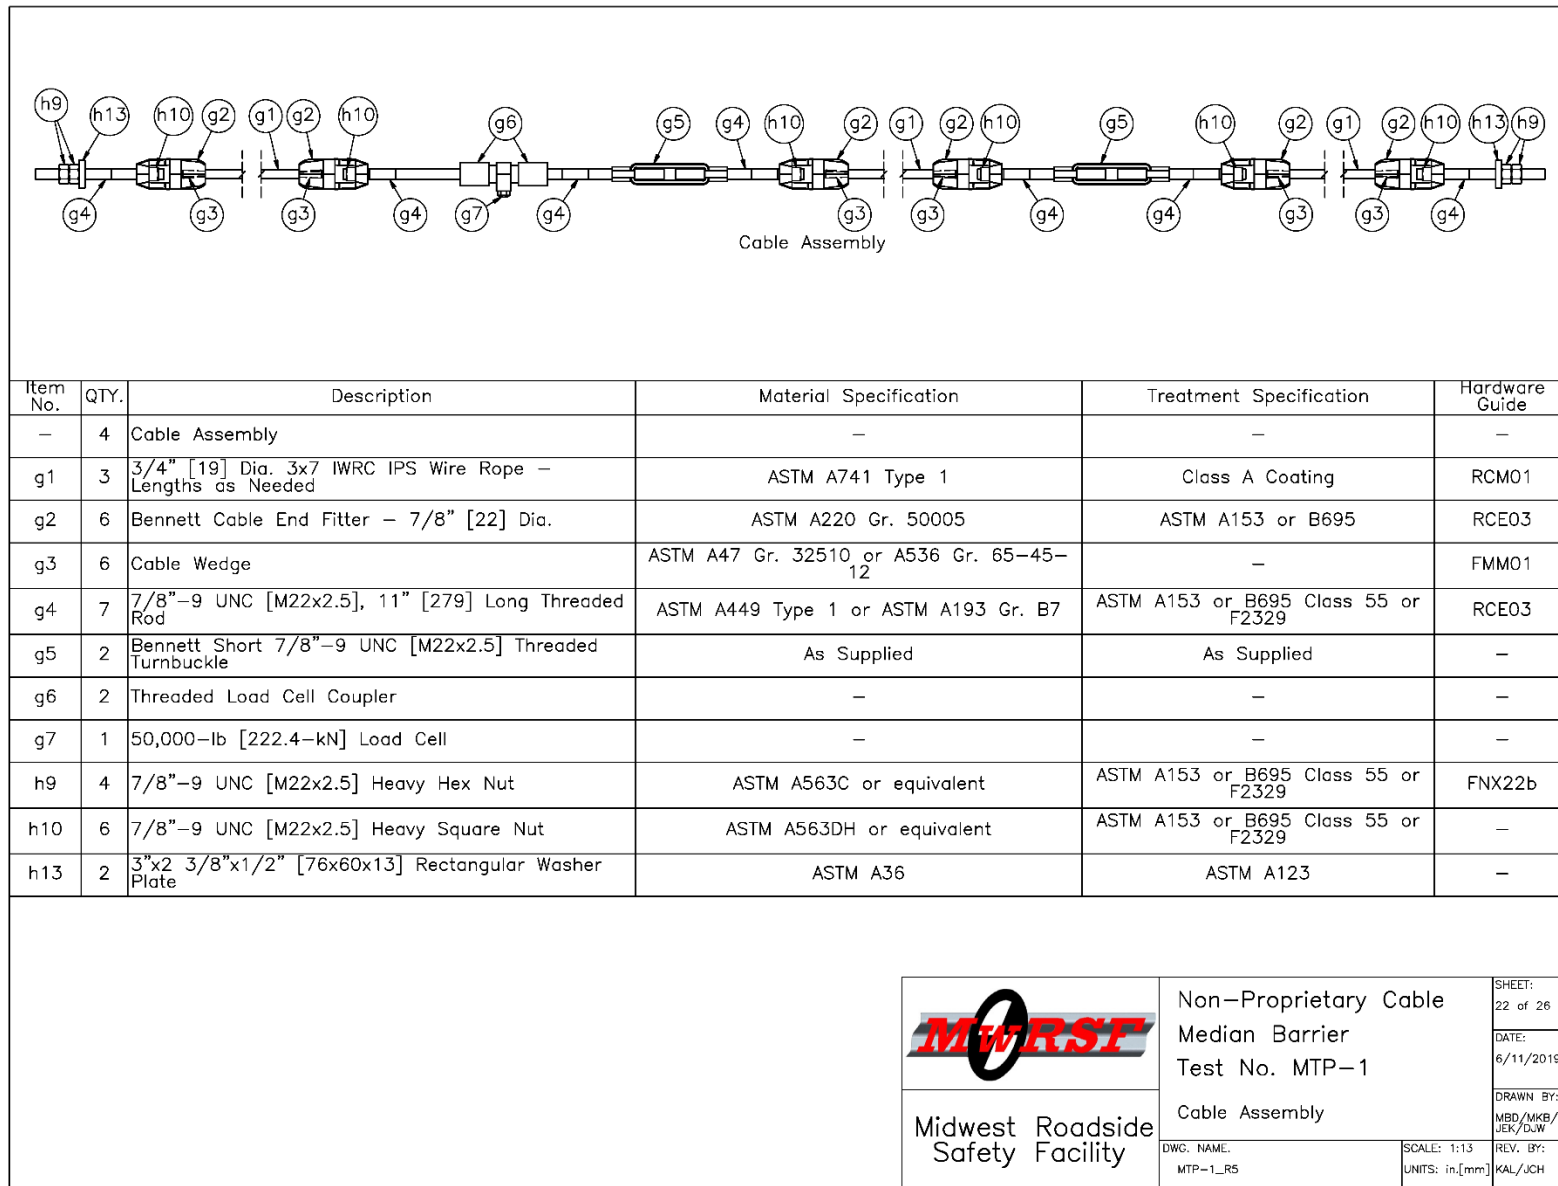 h9 h13 h10 g2 g1 g2 h10 g6 g5 g4 h10 g2 g1 g2 h10 g5 h10 g2 g1 g2 h10 h13 h9
g4 g3 g3 g4 g7 g4 g3 g3 g4 g4 g3 g3 g4
Cable Assembly
Item No. QTY. Description Material Specification Treatment Specification Hardware Guide
– 4 Cable Assembly – – –
g1 3 3/4" [19] Dia. 3x7 IWRC IPS Wire Rope – Lengths as Needed ASTM A741 Type 1 Class A Coating RCM01
g2 6 Bennett Cable End Fitter – 7/8" [22] Dia. ASTM A220 Gr. 50005 ASTM A153 or B695 RCE03
g3 6 Cable Wedge ASTM A47 Gr. 32510 or A536 Gr. 65–45–12 – FMM01
g4 7 7/8"–9 UNC [M22x2.5], 11" [279] Long Threaded Rod ASTM A449 Type 1 or ASTM A193 Gr. B7 ASTM A153 or B695 Class 55 or F2329 RCE03
g5 2 Bennett Short 7/8"–9 UNC [M22x2.5] Threaded Turnbuckle As Supplied As Supplied –
g6 2 Threaded Load Cell Coupler – – –
g7 1 50,000–lb [222.4–kN] Load Cell – – –
h9 4 7/8"–9 UNC [M22x2.5] Heavy Hex Nut ASTM A563C or equivalent ASTM A153 or B695 Class 55 or F2329 FNX22b
h10 6 7/8"–9 UNC [M22x2.5] Heavy Square Nut ASTM A563DH or equivalent ASTM A153 or B695 Class 55 or F2329 –
h13 2 3"x2 3/8"x1/2" [76x60x13] Rectangular Washer Plate ASTM A36 ASTM A123 –
MwRSF
Midwest Roadside
Safety Facility
Non–Proprietary Cable
Median Barrier
Test No. MTP–1
Cable Assembly
DWG. NAME.
MTP–1_R5
SCALE: 1:13
UNITS: in.[mm]
SHEET:
22 of 26
DATE:
6/11/2019
DRAWN BY:
MBD/MKB/
JEK/DJW
REV. BY:
KAL/JCH